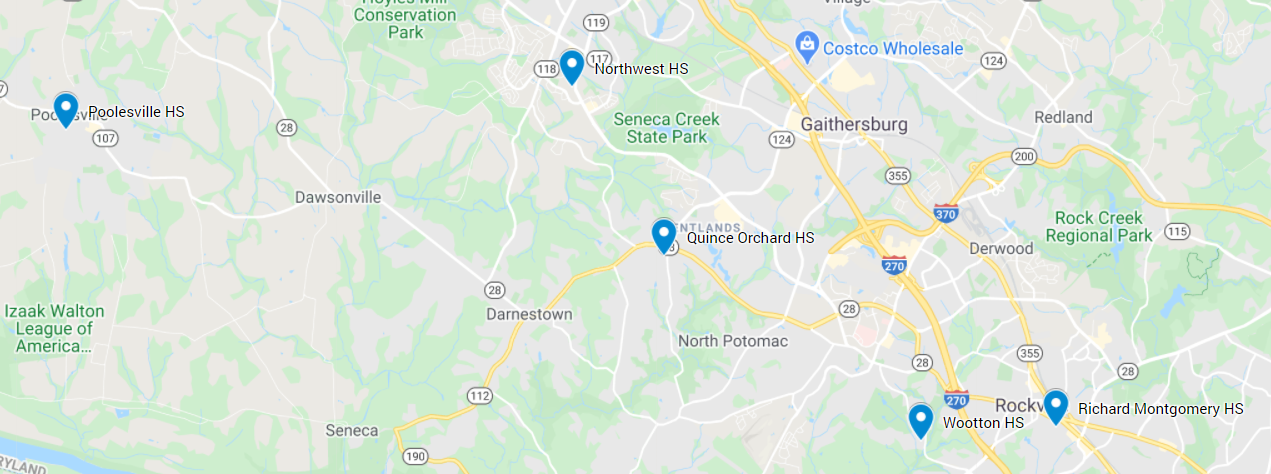 Hoyles Mill
Conservation
Park
Village
119
117
118
Northwest HS
Costco Wholesale
124
Poolesville HS
107
28
Seneca Creek
State Park
Gaithersburg
124
Redland
200
355
Dawsonville
370
Rock Creek
Regional Park
115
Quince Orchard HS
Derwood
270
28
Izaak Walton
League of
America...
Darnestown
28
North Potomac
355
28
28
112
270
Richard Montgomery HS
Wootton HS
Seneca
190